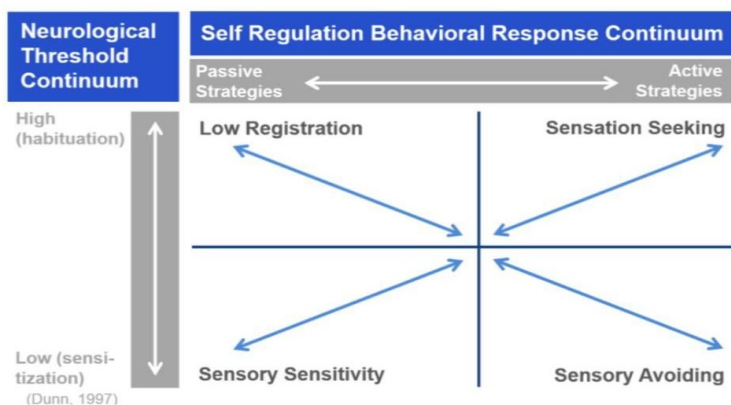 Neurological
Threshold
Continuum
Self Regulation Behavioral Response Continuum
Passive
Strategies
Active
Strategies
High
(habituation)
Low Registration
Sensation Seeking
Low (sensi-
tization)
(Dunn, 1997)
Sensory Sensitivity
Sensory Avoiding